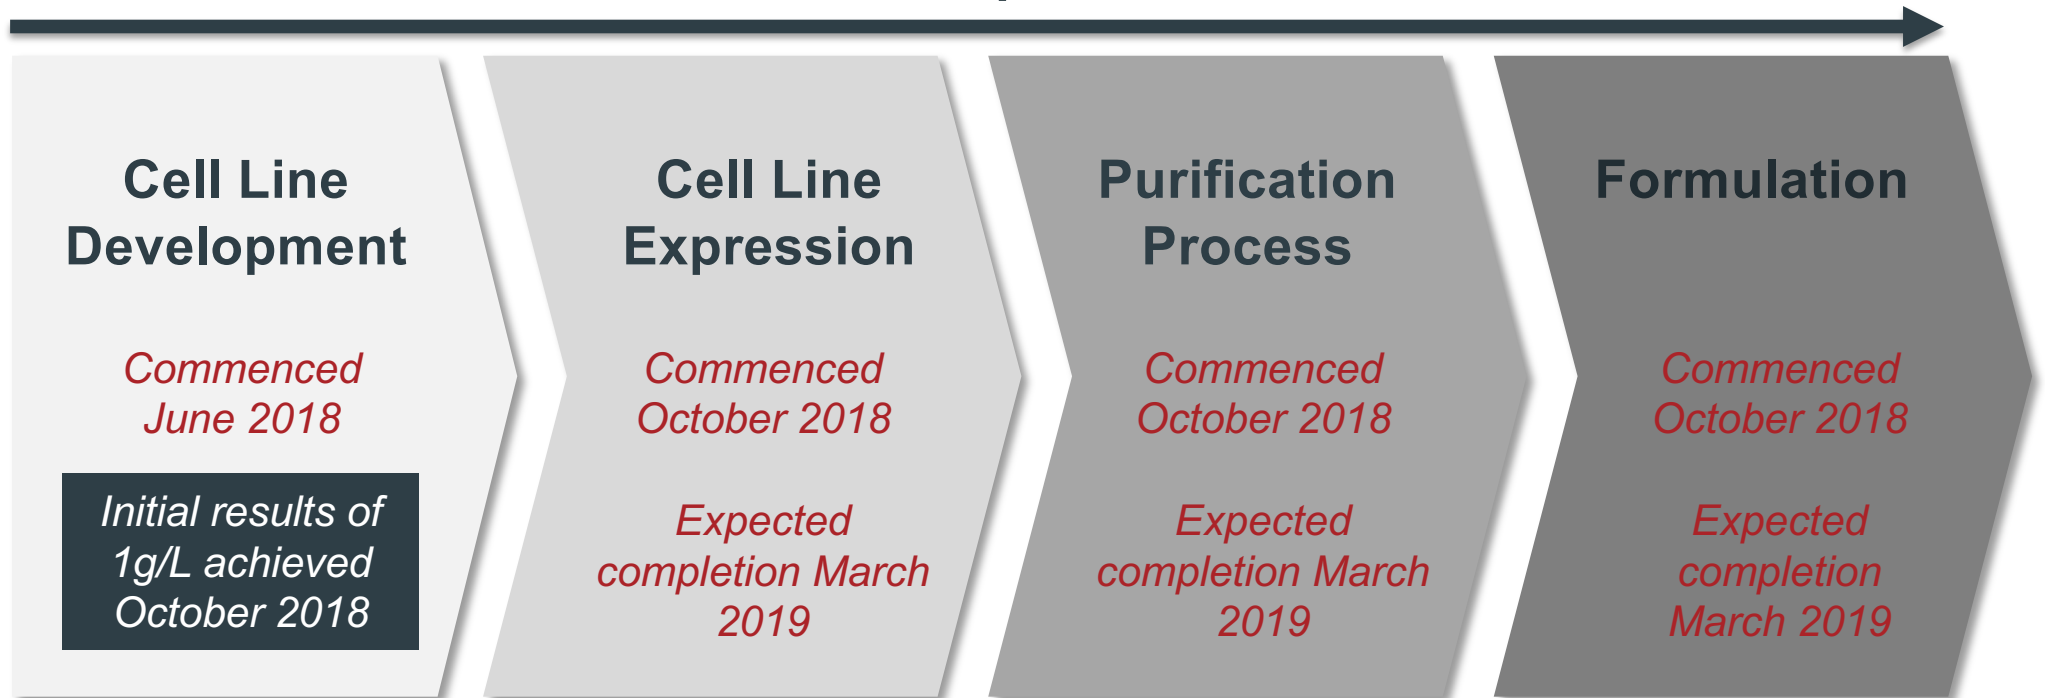 Cell Line
Development
Commenced
June 2018
Initial results of
1g/L achieved
October 2018
Cell Line
Expression
Commenced
October 2018
Expected
completion March
2019
Purification
Process
Commenced
October 2018
Expected
completion March
2019
Formulation
Commenced
October 2018
Expected
completion
March 2019